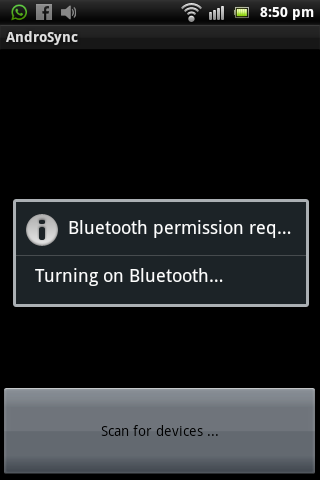 8:50 pm
AndroSync
Bluetooth permission req...
Turning on Bluetooth...
Scan for devices ...